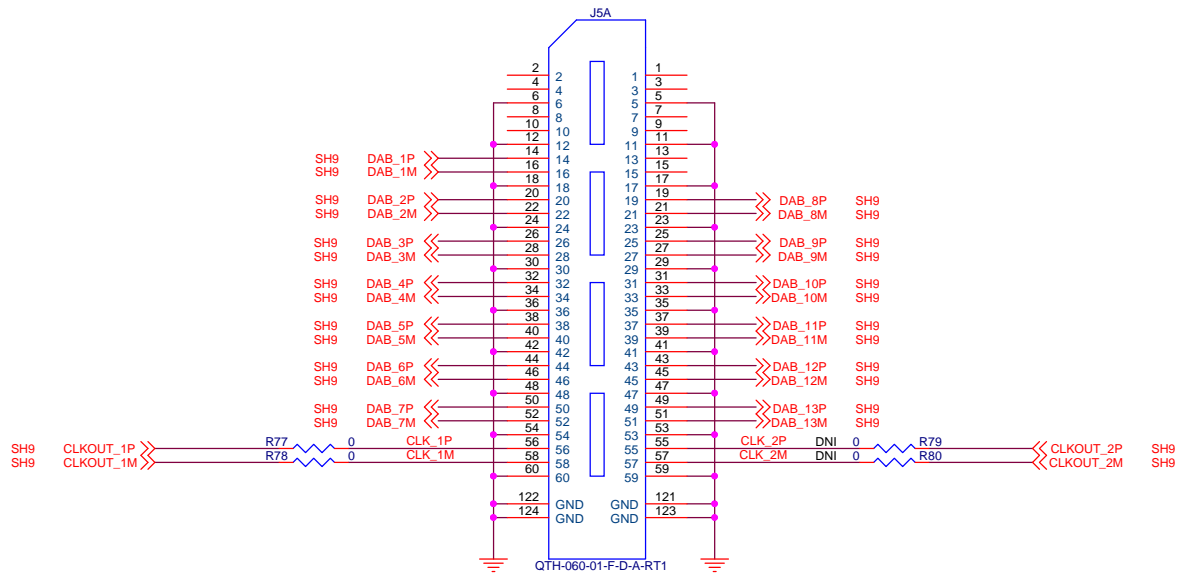 J5A
2 2 1 1
4 4 3 3
6 6 5 5
8 8 7 7
10 10 9 9
12 12 11 11
SH9 DAB_1P 14 14 13 13
SH9 DAB_1M 16 16 15 15
18 18 17 17
SH9 DAB_2P 20 20 19 19 DAB_8P SH9
SH9 DAB_2M 22 22 21 21 DAB_8M SH9
24 24 23 23
SH9 DAB_3P 26 26 25 25 DAB_9P SH9
SH9 DAB_3M 28 28 27 27 DAB_9M SH9
30 30 29 29
SH9 DAB_4P 32 32 31 31 DAB_10P SH9
SH9 DAB_4M 34 34 33 33 DAB_10M SH9
36 36 35 35
SH9 DAB_5P 38 38 37 37 DAB_11P SH9
SH9 DAB_5M 40 40 39 39 DAB_11M SH9
42 42 41 41
SH9 DAB_6P 44 44 43 43 DAB_12P SH9
SH9 DAB_6M 46 46 45 45 DAB_12M SH9
48 48 47 47
SH9 DAB_7P 50 50 49 49 DAB_13P SH9
SH9 DAB_7M 52 52 51 51 DAB_13M SH9
54 54 53 53
SH9 CLKOUT_1P R77 0 CLK_1P 56 56 55 55 CLK_2P DNI 0 R79 CLKOUT_2P SH9
SH9 CLKOUT_1M R78 0 CLK_1M 58 58 57 57 CLK_2M DNI 0 R80 CLKOUT_2M SH9
60 60 59 59
122 GND GND 121
124 GND GND 123
QTH-060-01-F-D-A-RT1